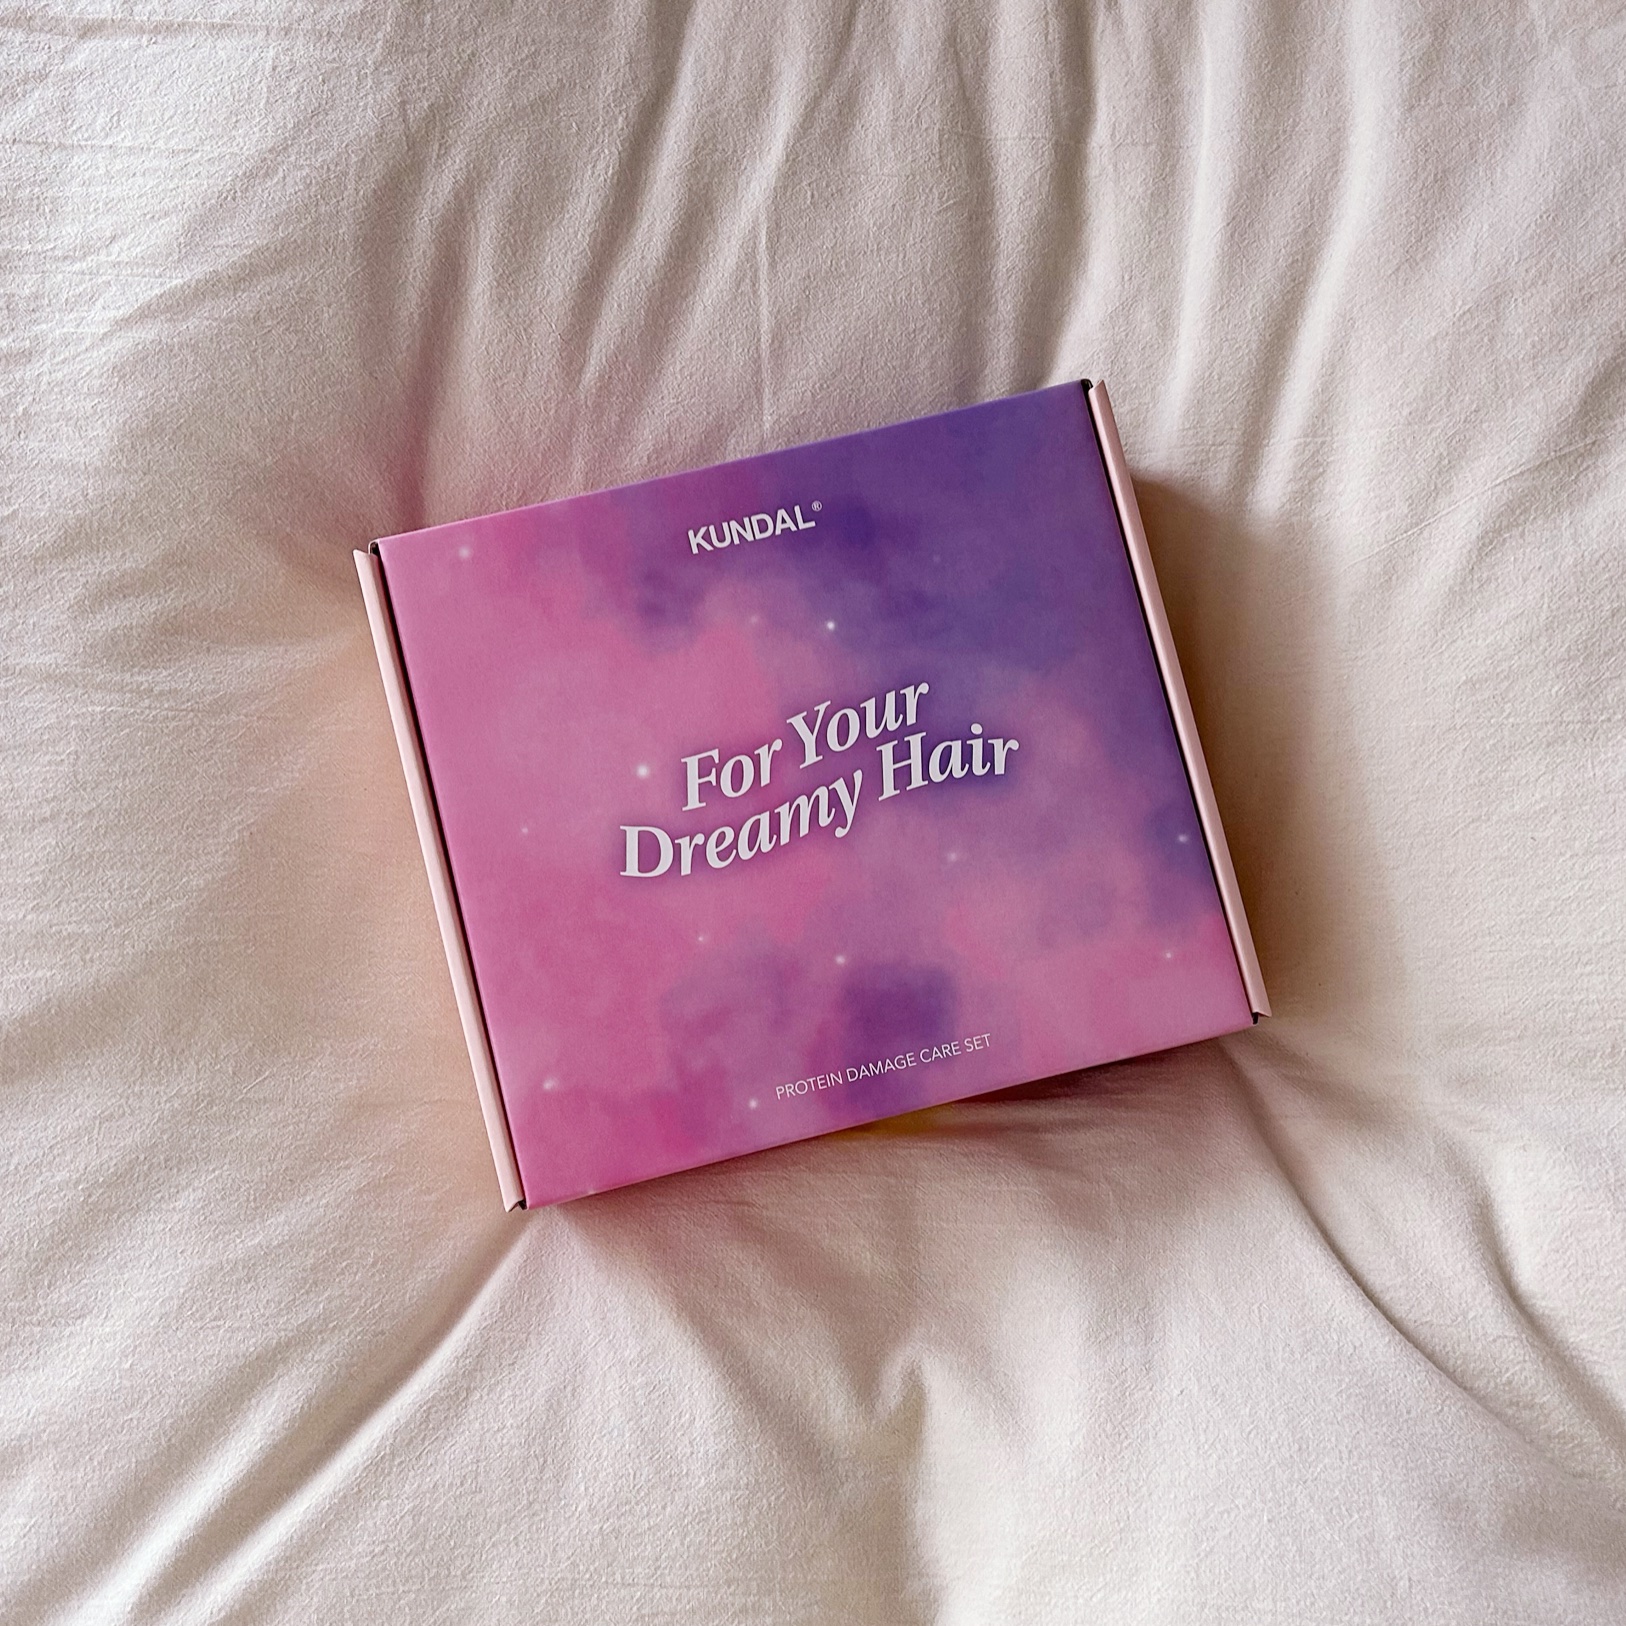 KUNDAL®
For Your
Dreamy Hair
PROTEIN DAMAGE CARE SET